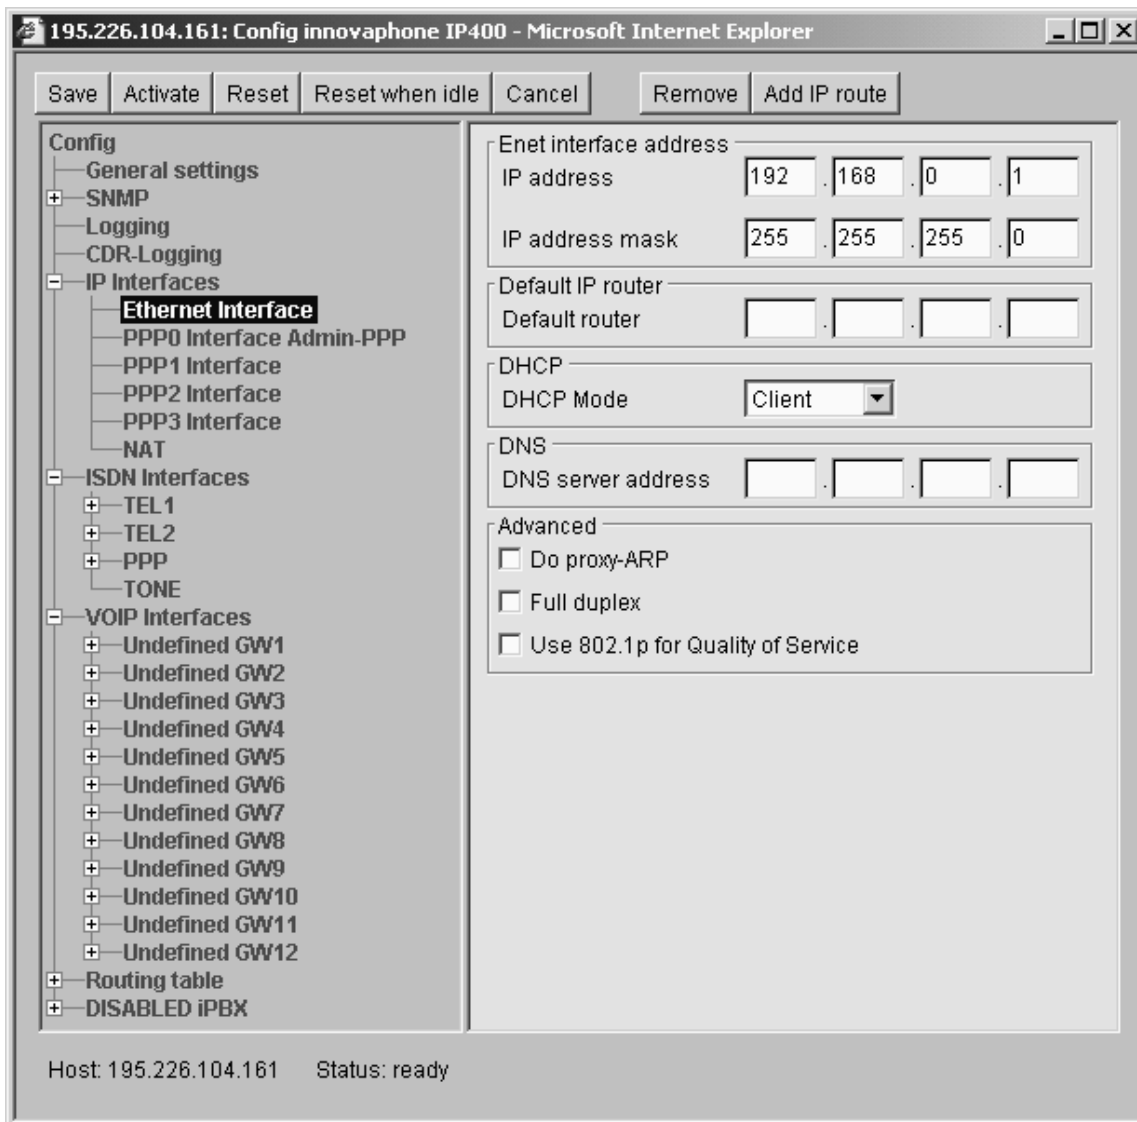 195.226.104.161: Config innovaphone IP400 - Microsoft Internet Explorer
Save Activate Reset Reset when idle Cancel Remove Add IP route
Config
General settings
SNMP
Logging
CDR-Logging
IP Interfaces
Ethernet Interface
PPP0 Interface Admin-PPP
PPP1 Interface
PPP2 Interface
PPP3 Interface
NAT
ISDN Interfaces
TEL1
TEL2
PPP
TONE
VOIP Interfaces
Undefined GW1
Undefined GW2
Undefined GW3
Undefined GW4
Undefined GW5
Undefined GW6
Undefined GW7
Undefined GW8
Undefined GW9
Undefined GW10
Undefined GW11
Undefined GW12
Routing table
DISABLED iPBX
Enet interface address
IP address 192 . 168 . 0 . 1
IP address mask 255 . 255 . 255 . 0
Default IP router
Default router . . .
DHCP
DHCP Mode Client
DNS
DNS server address . . .
Advanced
Do proxy-ARP
Full duplex
Use 802.1p for Quality of Service
Host: 195.226.104.161 Status: ready